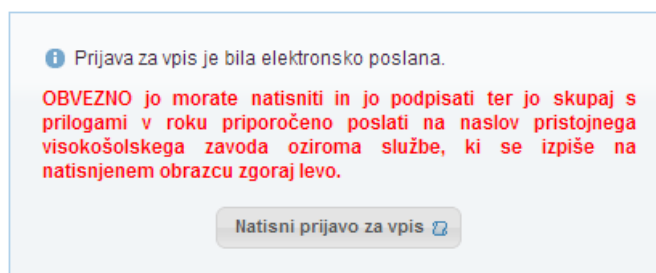 Prijava za vpis je bila elektronsko poslana.
OBVEZNO jo morate natisniti in jo podpisati ter jo skupaj s
prilogami v roku priporočeno poslati na naslov pristojnega
visokošolskega zavoda oziroma službe, ki se izpiše na
natisnjenem obrazcu zgoraj levo.
Natisni prijavo za vpis